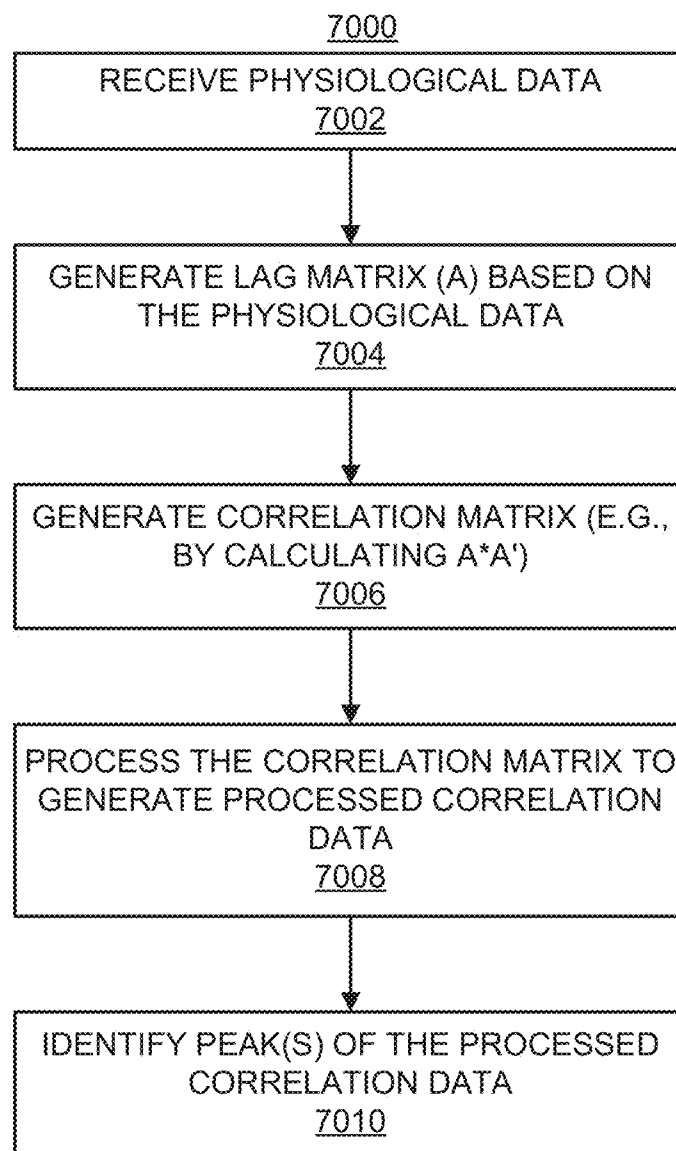 7000
RECEIVE PHYSIOLOGICAL DATA
7002
GENERATE LAG MATRIX (A) BASED ON
THE PHYSIOLOGICAL DATA
7004
GENERATE CORRELATION MATRIX (E.G.,
BY CALCULATING A*A')
7006
PROCESS THE CORRELATION MATRIX TO
GENERATE PROCESSED CORRELATION
DATA
7008
IDENTIFY PEAK(S) OF THE PROCESSED
CORRELATION DATA
7010